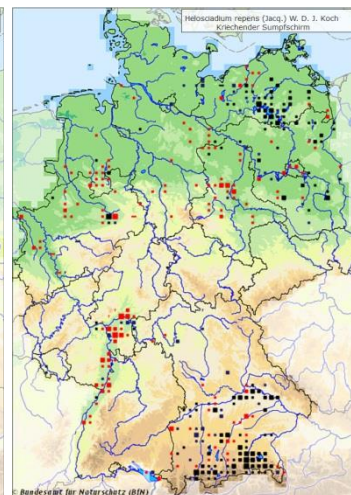 Helosciadium repens (Jacq.) W. D. J. Koch
Kriechender Sumpfschirm
© Bundesamt für Naturschutz (BfN)